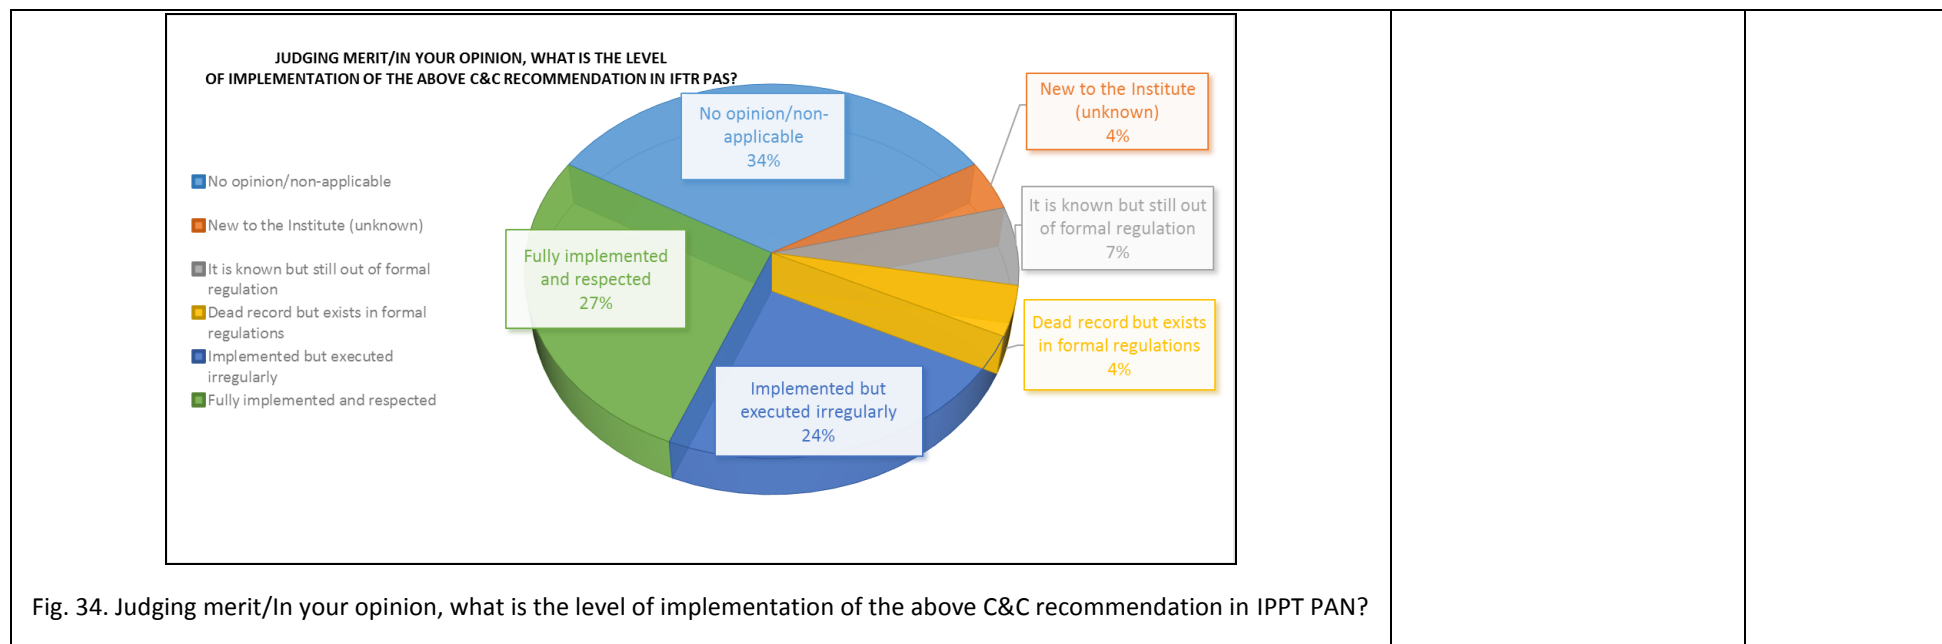 JUDGING MERIT/IN YOUR OPINION, WHAT IS THE LEVEL
OF IMPLEMENTATION OF THE ABOVE C&C RECOMMENDATION IN IFTR PAS?
No opinion/non-applicable
New to the Institute (unknown)
It is known but still out of formal
regulation
Dead record but exists in formal
regulations
Implemented but executed
irregularly
Fully implemented and respected
No opinion/non-
applicable
34%
New to the Institute
(unknown)
4%
It is known but still out
of formal regulation
7%
Dead record but exists
in formal regulations
4%
Implemented but
executed irregularly
24%
Fully implemented
and respected
27%
Fig. 34. Judging merit/In your opinion, what is the level of implementation of the above C&C recommendation in IPPT PAN?